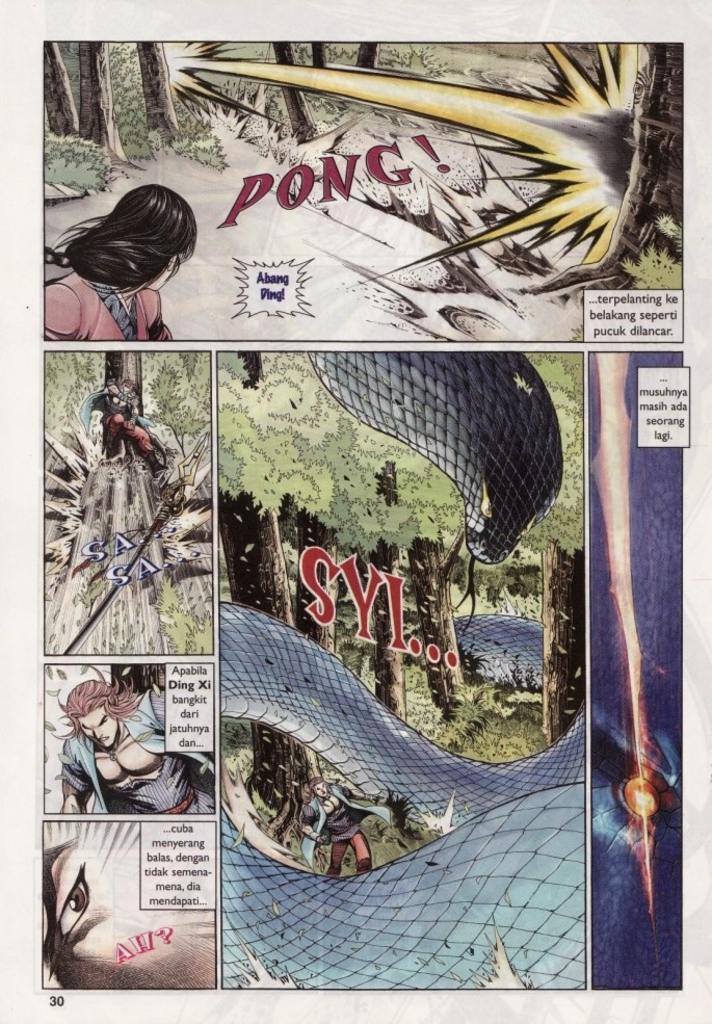 PONG!
Abang
Ding!
...terpelanting ke
belakang seperti
pucuk dilancar.
SA...
SA...
Apabila
Ding Xi
bangkit
dari
jatuhnya
dan...
...cuba
menyerang
balas, dengan
tidak semena-
mena, dia
mendapati...
AH?
SYI...
...
musuhnya
masih ada
seorang
lagi.
30